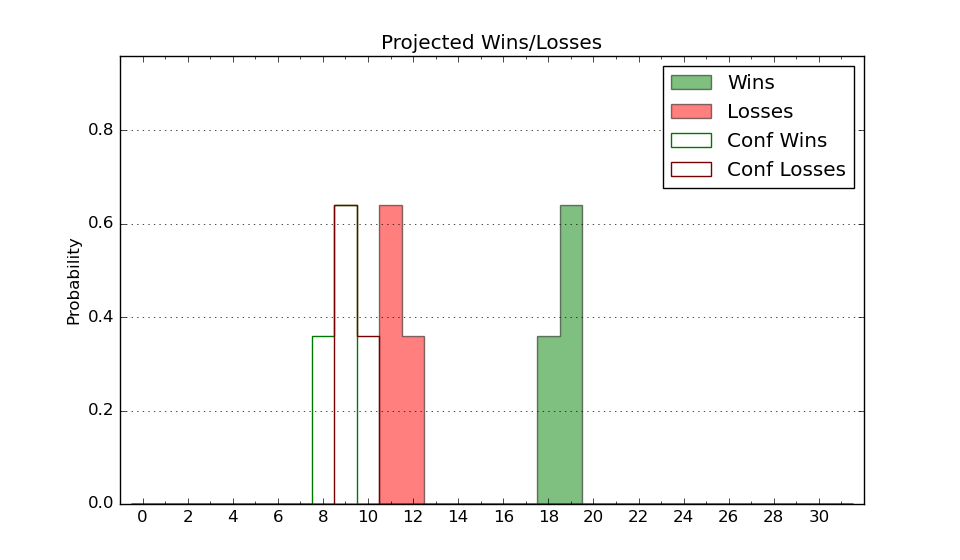 Projected Wins/Losses
Wins
Losses
Conf Wins
Conf Losses
Probability
0.8
0.6
0.4
0.2
0.0
0 2 4 6 8 10 12 14 16 18 20 22 24 26 28 30